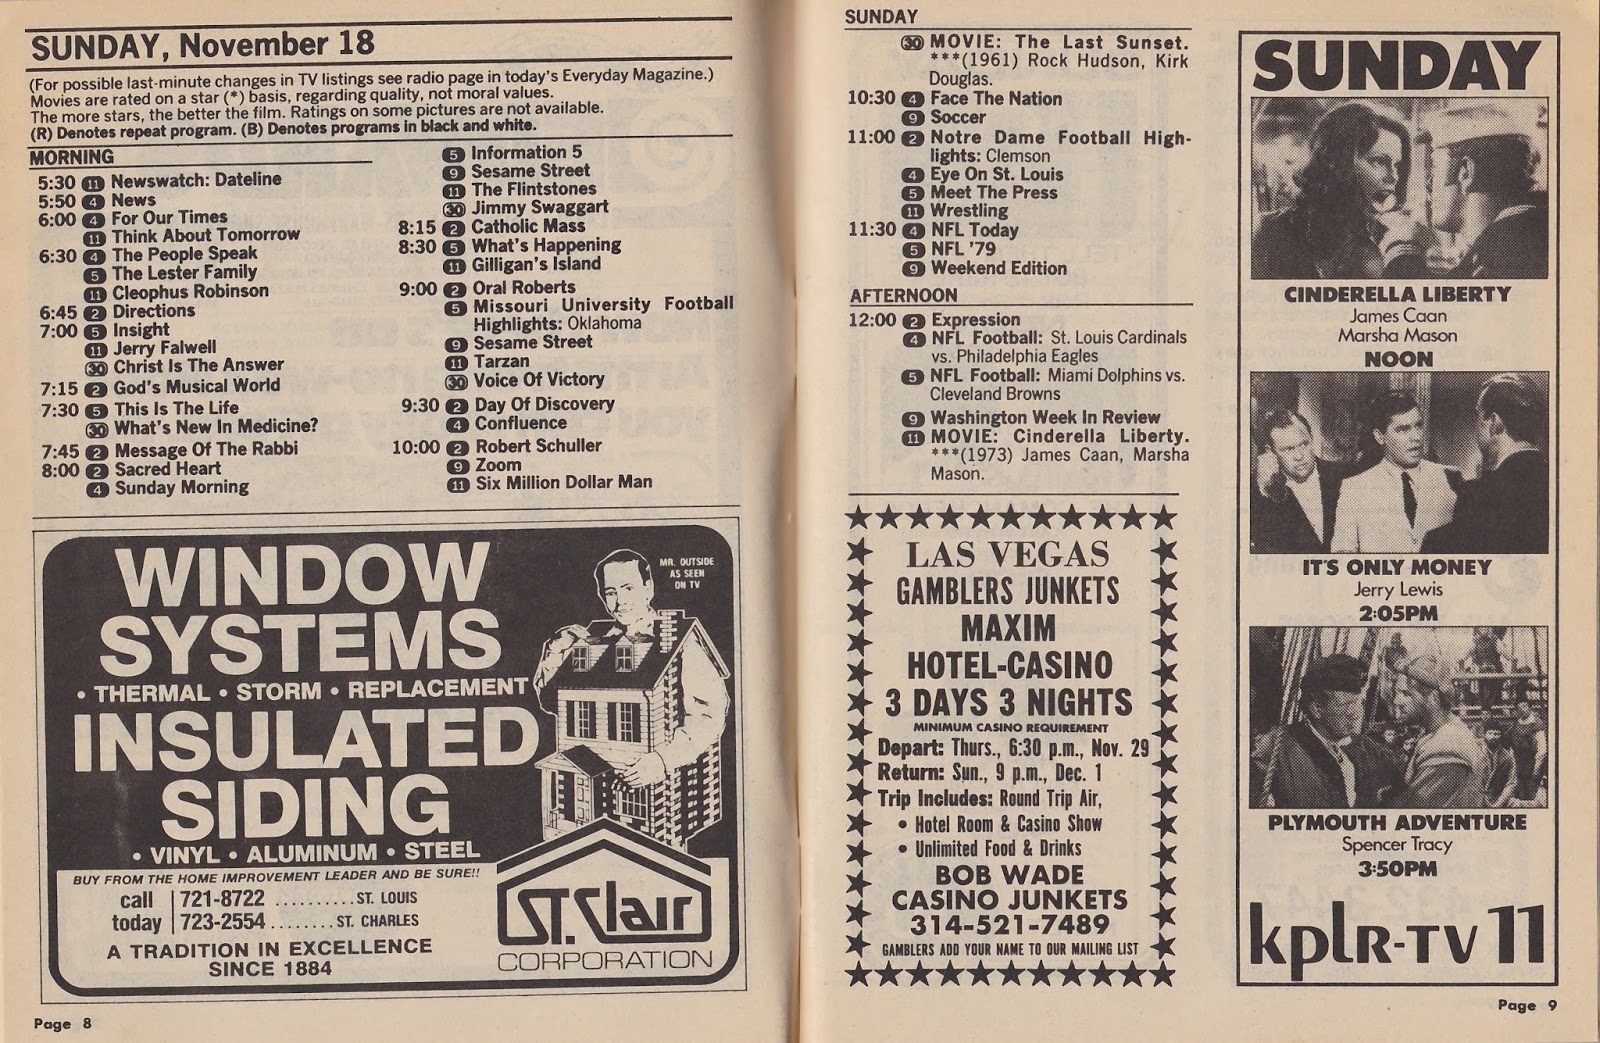 SUNDAY, November 18
(For possible last-minute changes in TV listings see radio page in today's Everyday Magazine.)
Movies are rated on a star (*) basis, regarding quality, not moral values.
The more stars, the better the film. Ratings on some pictures are not available.
(R) Denotes repeat program. (B) Denotes programs in black and white.
MORNING
5:30 11 Newswatch: Dateline
5:50 4 News
6:00 4 For Our Times
11 Think About Tomorrow
6:30 4 The People Speak
5 The Lester Family
11 Cleophus Robinson
6:45 2 Directions
7:00 5 Insight
11 Jerry Falwell
30 Christ Is The Answer
7:15 2 God's Musical World
7:30 5 This Is The Life
30 What's New In Medicine?
7:45 2 Message Of The Rabbi
8:00 2 Sacred Heart
4 Sunday Morning
5 Information 5
9 Sesame Street
11 The Flintstones
30 Jimmy Swaggart
8:15 2 Catholic Mass
8:30 5 What's Happening
11 Gilligan's Island
9:00 2 Oral Roberts
5 Missouri University Football
Highlights: Oklahoma
9 Sesame Street
11 Tarzan
30 Voice Of Victory
9:30 2 Day Of Discovery
4 Confluence
10:00 2 Robert Schuller
9 Zoom
11 Six Million Dollar Man
WINDOW
SYSTEMS
• THERMAL • STORM • REPLACEMENT
INSULATED
SIDING
• VINYL • ALUMINUM • STEEL
MR. OUTSIDE
AS SEEN
ON TV
BUY FROM THE HOME IMPROVEMENT LEADER AND BE SURE!!
call 721-8722 ..........ST. LOUIS
today 723-2554 ........ST. CHARLES
A TRADITION IN EXCELLENCE
SINCE 1884
ST. Clair
CORPORATION
Page 8
SUNDAY
30 MOVIE: The Last Sunset.
***(1961) Rock Hudson, Kirk
Douglas.
10:30 4 Face The Nation
9 Soccer
11:00 2 Notre Dame Football High-
lights: Clemson
4 Eye On St. Louis
5 Meet The Press
11 Wrestling
11:30 4 NFL Today
5 NFL '79
9 Weekend Edition
AFTERNOON
12:00 2 Expression
4 NFL Football: St. Louis Cardinals
vs. Philadelphia Eagles
5 NFL Football: Miami Dolphins vs.
Cleveland Browns
9 Washington Week In Review
11 MOVIE: Cinderella Liberty.
***(1973) James Caan, Marsha
Mason.
LAS VEGAS
GAMBLERS JUNKETS
MAXIM
HOTEL-CASINO
3 DAYS 3 NIGHTS
MINIMUM CASINO REQUIREMENT
Depart: Thurs., 6:30 p.m., Nov. 29
Return: Sun., 9 p.m., Dec. 1
Trip Includes: Round Trip Air,
• Hotel Room & Casino Show
• Unlimited Food & Drinks
BOB WADE
CASINO JUNKETS
314-521-7489
GAMBLERS ADD YOUR NAME TO OUR MAILING LIST
SUNDAY
CINDERELLA LIBERTY
James Caan
Marsha Mason
NOON
IT'S ONLY MONEY
Jerry Lewis
2:05PM
PLYMOUTH ADVENTURE
Spencer Tracy
3:50PM
kplr-TV 11
Page 9